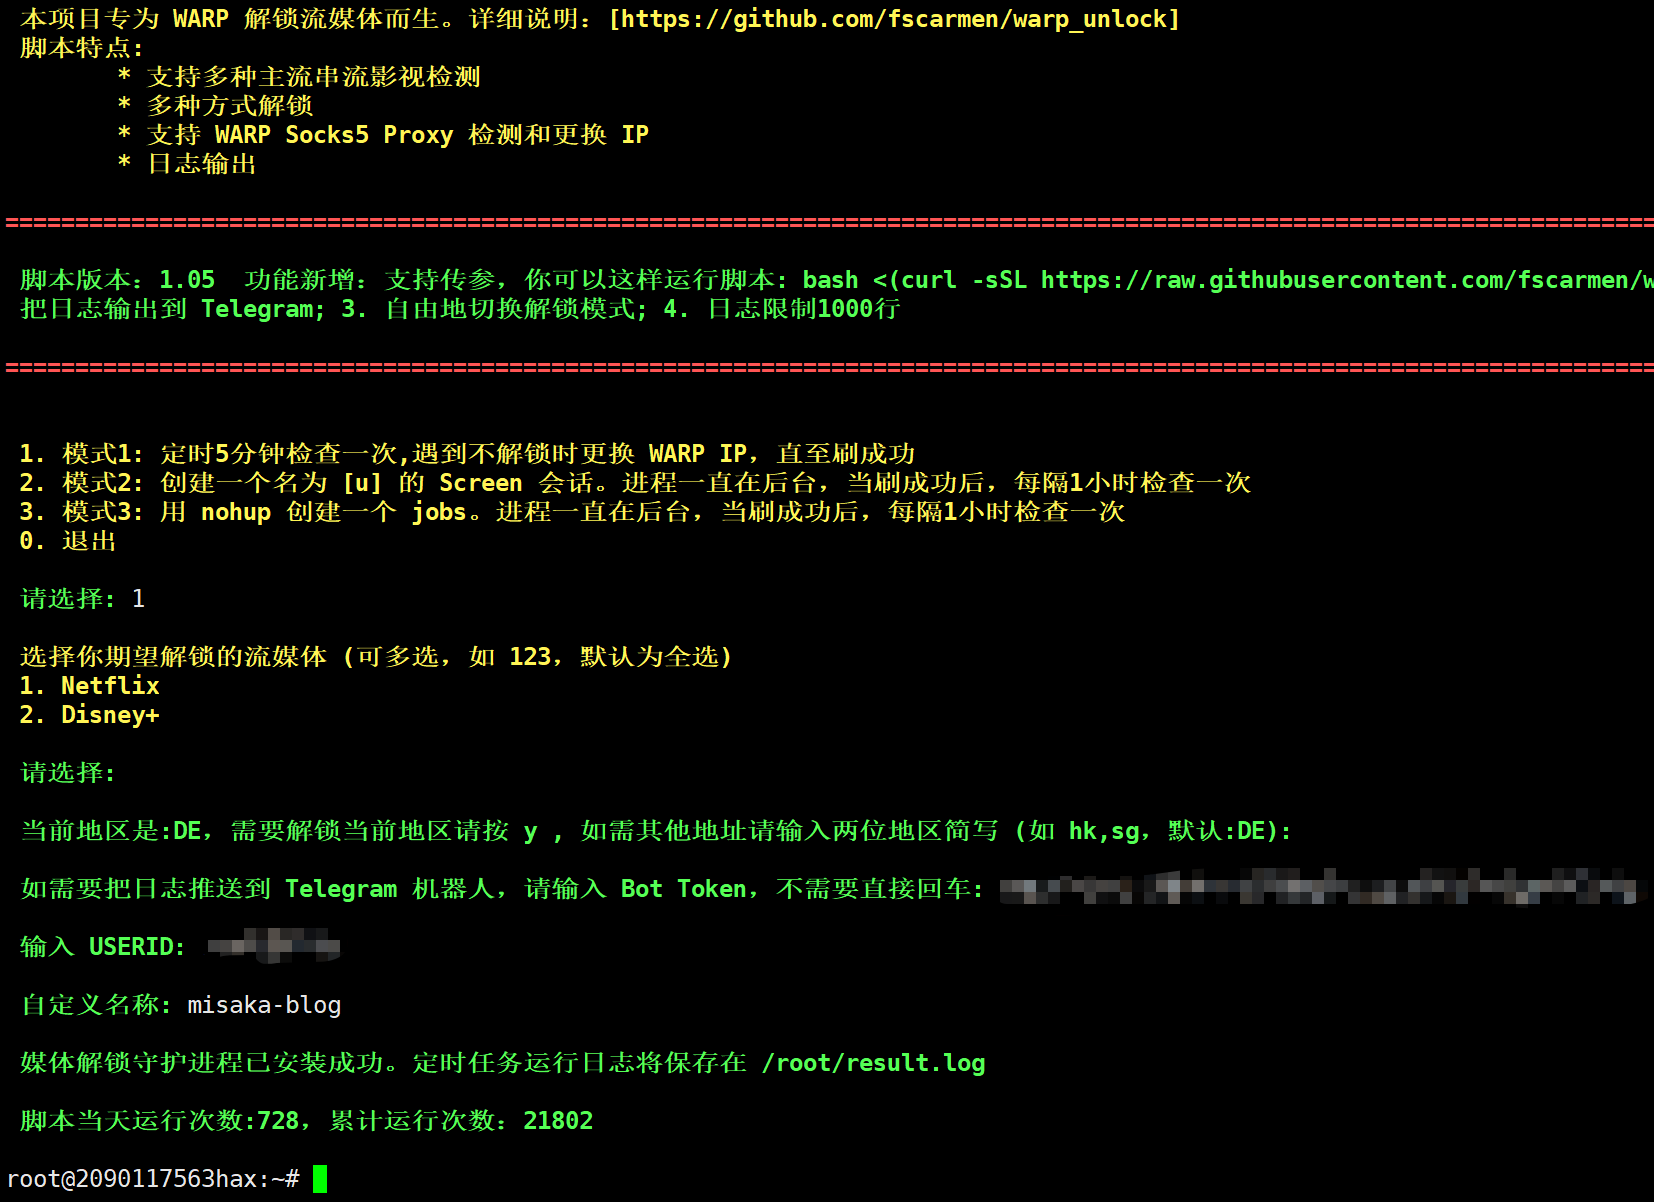 本项目专为 WARP 解锁流媒体而生。详细说明：[https://github.com/fscarmen/warp_unlock]
脚本特点:
* 支持多种主流串流影视检测
* 多种方式解锁
* 支持 WARP Socks5 Proxy 检测和更换 IP
* 日志输出
脚本版本：1.05 功能新增：支持传参，你可以这样运行脚本: bash <(curl -sSL https://raw.githubusercontent.com/fscarmen/w
把日志输出到 Telegram; 3. 自由地切换解锁模式; 4. 日志限制1000行
1. 模式1: 定时5分钟检查一次,遇到不解锁时更换 WARP IP，直至刷成功
2. 模式2: 创建一个名为 [u] 的 Screen 会话。进程一直在后台，当刷成功后，每隔1小时检查一次
3. 模式3: 用 nohup 创建一个 jobs。进程一直在后台，当刷成功后，每隔1小时检查一次
0. 退出
请选择: 1
选择你期望解锁的流媒体 (可多选，如 123，默认为全选)
1. Netflix
2. Disney+
请选择:
当前地区是:DE，需要解锁当前地区请按 y , 如需其他地址请输入两位地区简写 (如 hk,sg，默认:DE):
如需要把日志推送到 Telegram 机器人，请输入 Bot Token，不需要直接回车:
输入 USERID:
自定义名称: misaka-blog
媒体解锁守护进程已安装成功。定时任务运行日志将保存在 /root/result.log
脚本当天运行次数:728，累计运行次数：21802
root@2090117563hax:~#